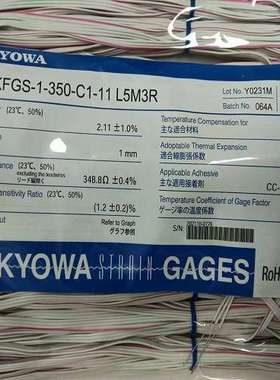 YOWA
KFGS-1-350-C1-11 L5M3R
Lot No. Y0231M
Batch 064A
(23℃, 50%)
2.11 ±1.0%
Temperature Compensation for
主な適合材料
1 mm
Adoptable Thermal Expansion
適合線膨張係数
(23℃, 50%)
excluding the leadwires
リード線除く
348.8Ω ±0.4%
Applicable Adhesive
主な適用接着剤
CC-
Sensitivity Ratio (23℃, 50%)
(1.2 ±0.2)%
Temperature Coefficient of Gage Factor
ゲージ率の温度係数
Refer to Graph
グラフ参照
S/N:
KYOWA STRAIN GAGES
RoH